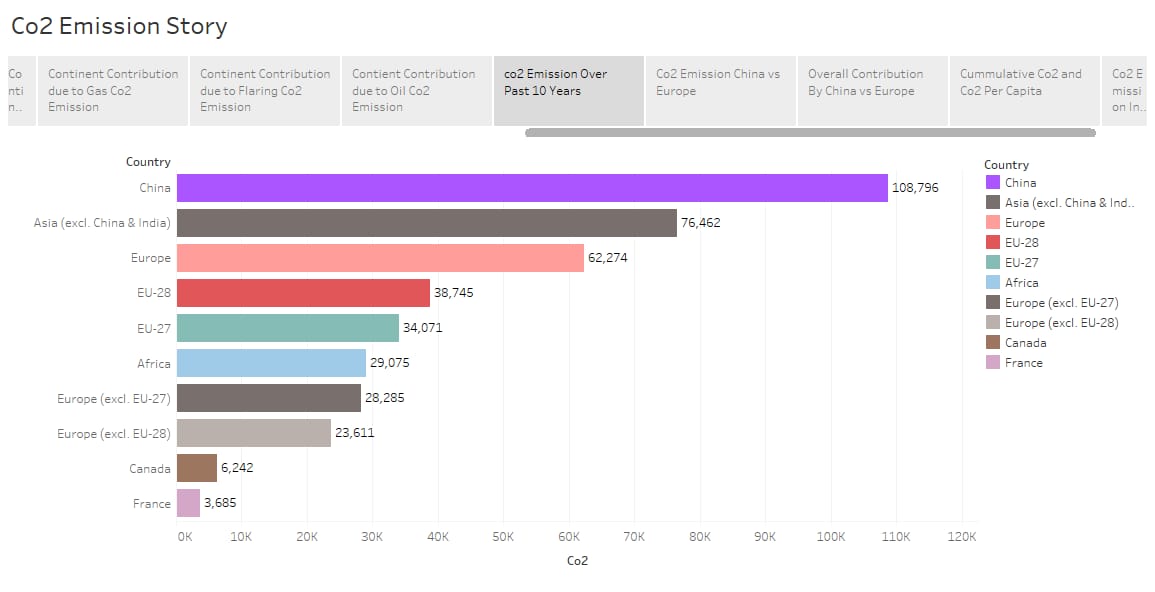 Co2 Emission Story
Co
nti
n..
Continent Contribution
due to Gas Co2
Emission
Continent Contribution
due to Flaring Co2
Emission
Contient Contribution
due to Oil Co2
Emission
co2 Emission Over
Past 10 Years
Co2 Emission China vs
Europe
Overall Contribution
By China vs Europe
Cummulative Co2 and
Co2 Per Capita
Co2 E
missi
on In..
Country
China 108,796
Asia (excl. China & India) 76,462
Europe 62,274
EU-28 38,745
EU-27 34,071
Africa 29,075
Europe (excl. EU-27) 28,285
Europe (excl. EU-28) 23,611
Canada 6,242
France 3,685
0K 10K 20K 30K 40K 50K 60K 70K 80K 90K 100K 110K 120K
Co2
Country
China
Asia (excl. China & Ind..
Europe
EU-28
EU-27
Africa
Europe (excl. EU-27)
Europe (excl. EU-28)
Canada
France